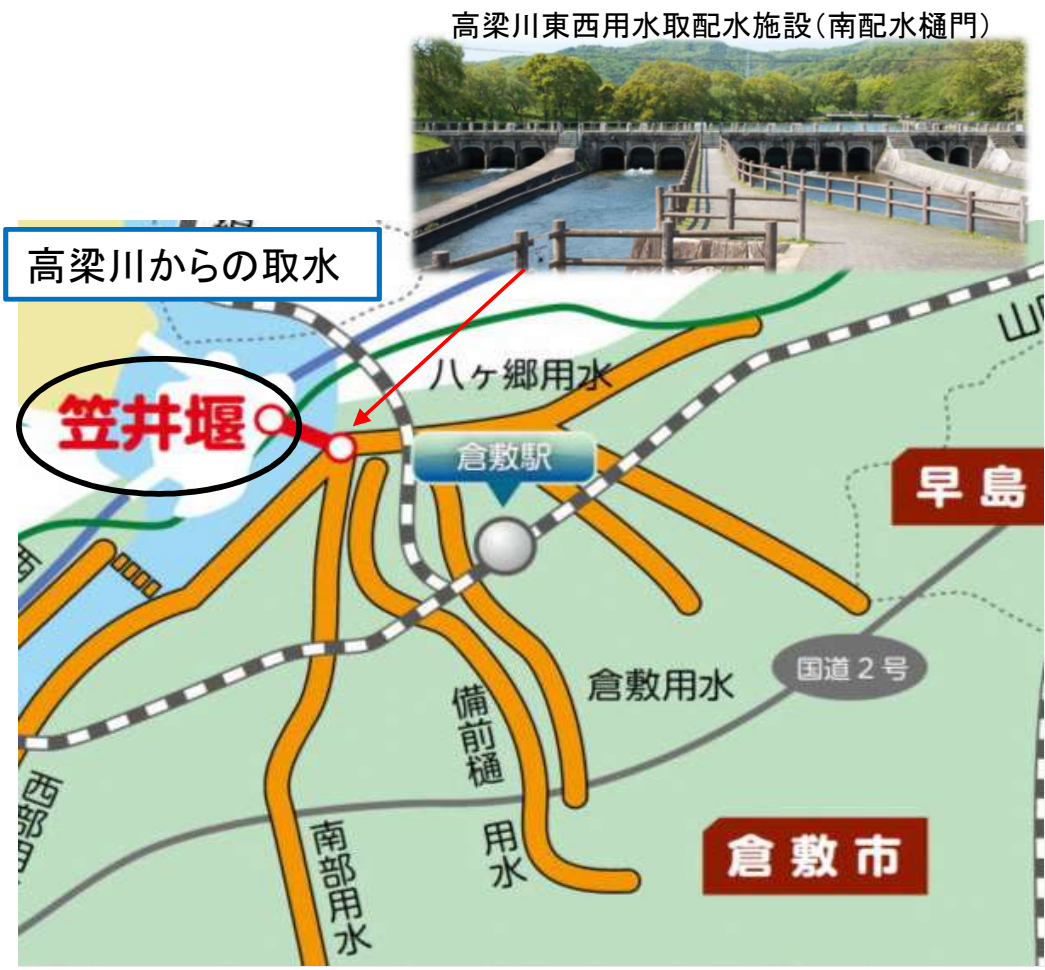 高梁川東西用水取配水施設（南配水樋門）
高梁川からの取水
笠井堰
八ヶ郷用水
倉敷駅
早島
国道2号
倉敷用水
備前樋
用水
西部用
南部用水
倉敷市
山
西